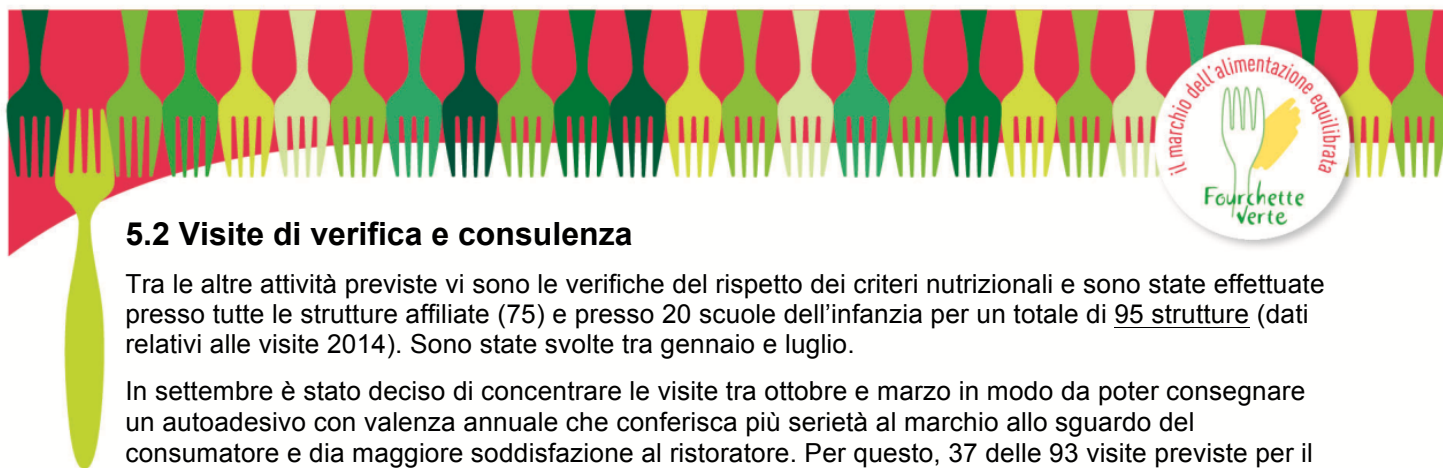 il marchio dell'alimentazione equilibrata
Fourchette
verte
5.2 Visite di verifica e consulenza
Tra le altre attività previste vi sono le verifiche del rispetto dei criteri nutrizionali e sono state effettuate
presso tutte le strutture affiliate (75) e presso 20 scuole dell’infanzia per un totale di 95 strutture (dati
relativi alle visite 2014). Sono state svolte tra gennaio e luglio.
In settembre è stato deciso di concentrare le visite tra ottobre e marzo in modo da poter consegnare
un autoadesivo con valenza annuale che conferisca più serietà al marchio allo sguardo del
consumatore e dia maggiore soddisfazione al ristoratore. Per questo, 37 delle 93 visite previste per il